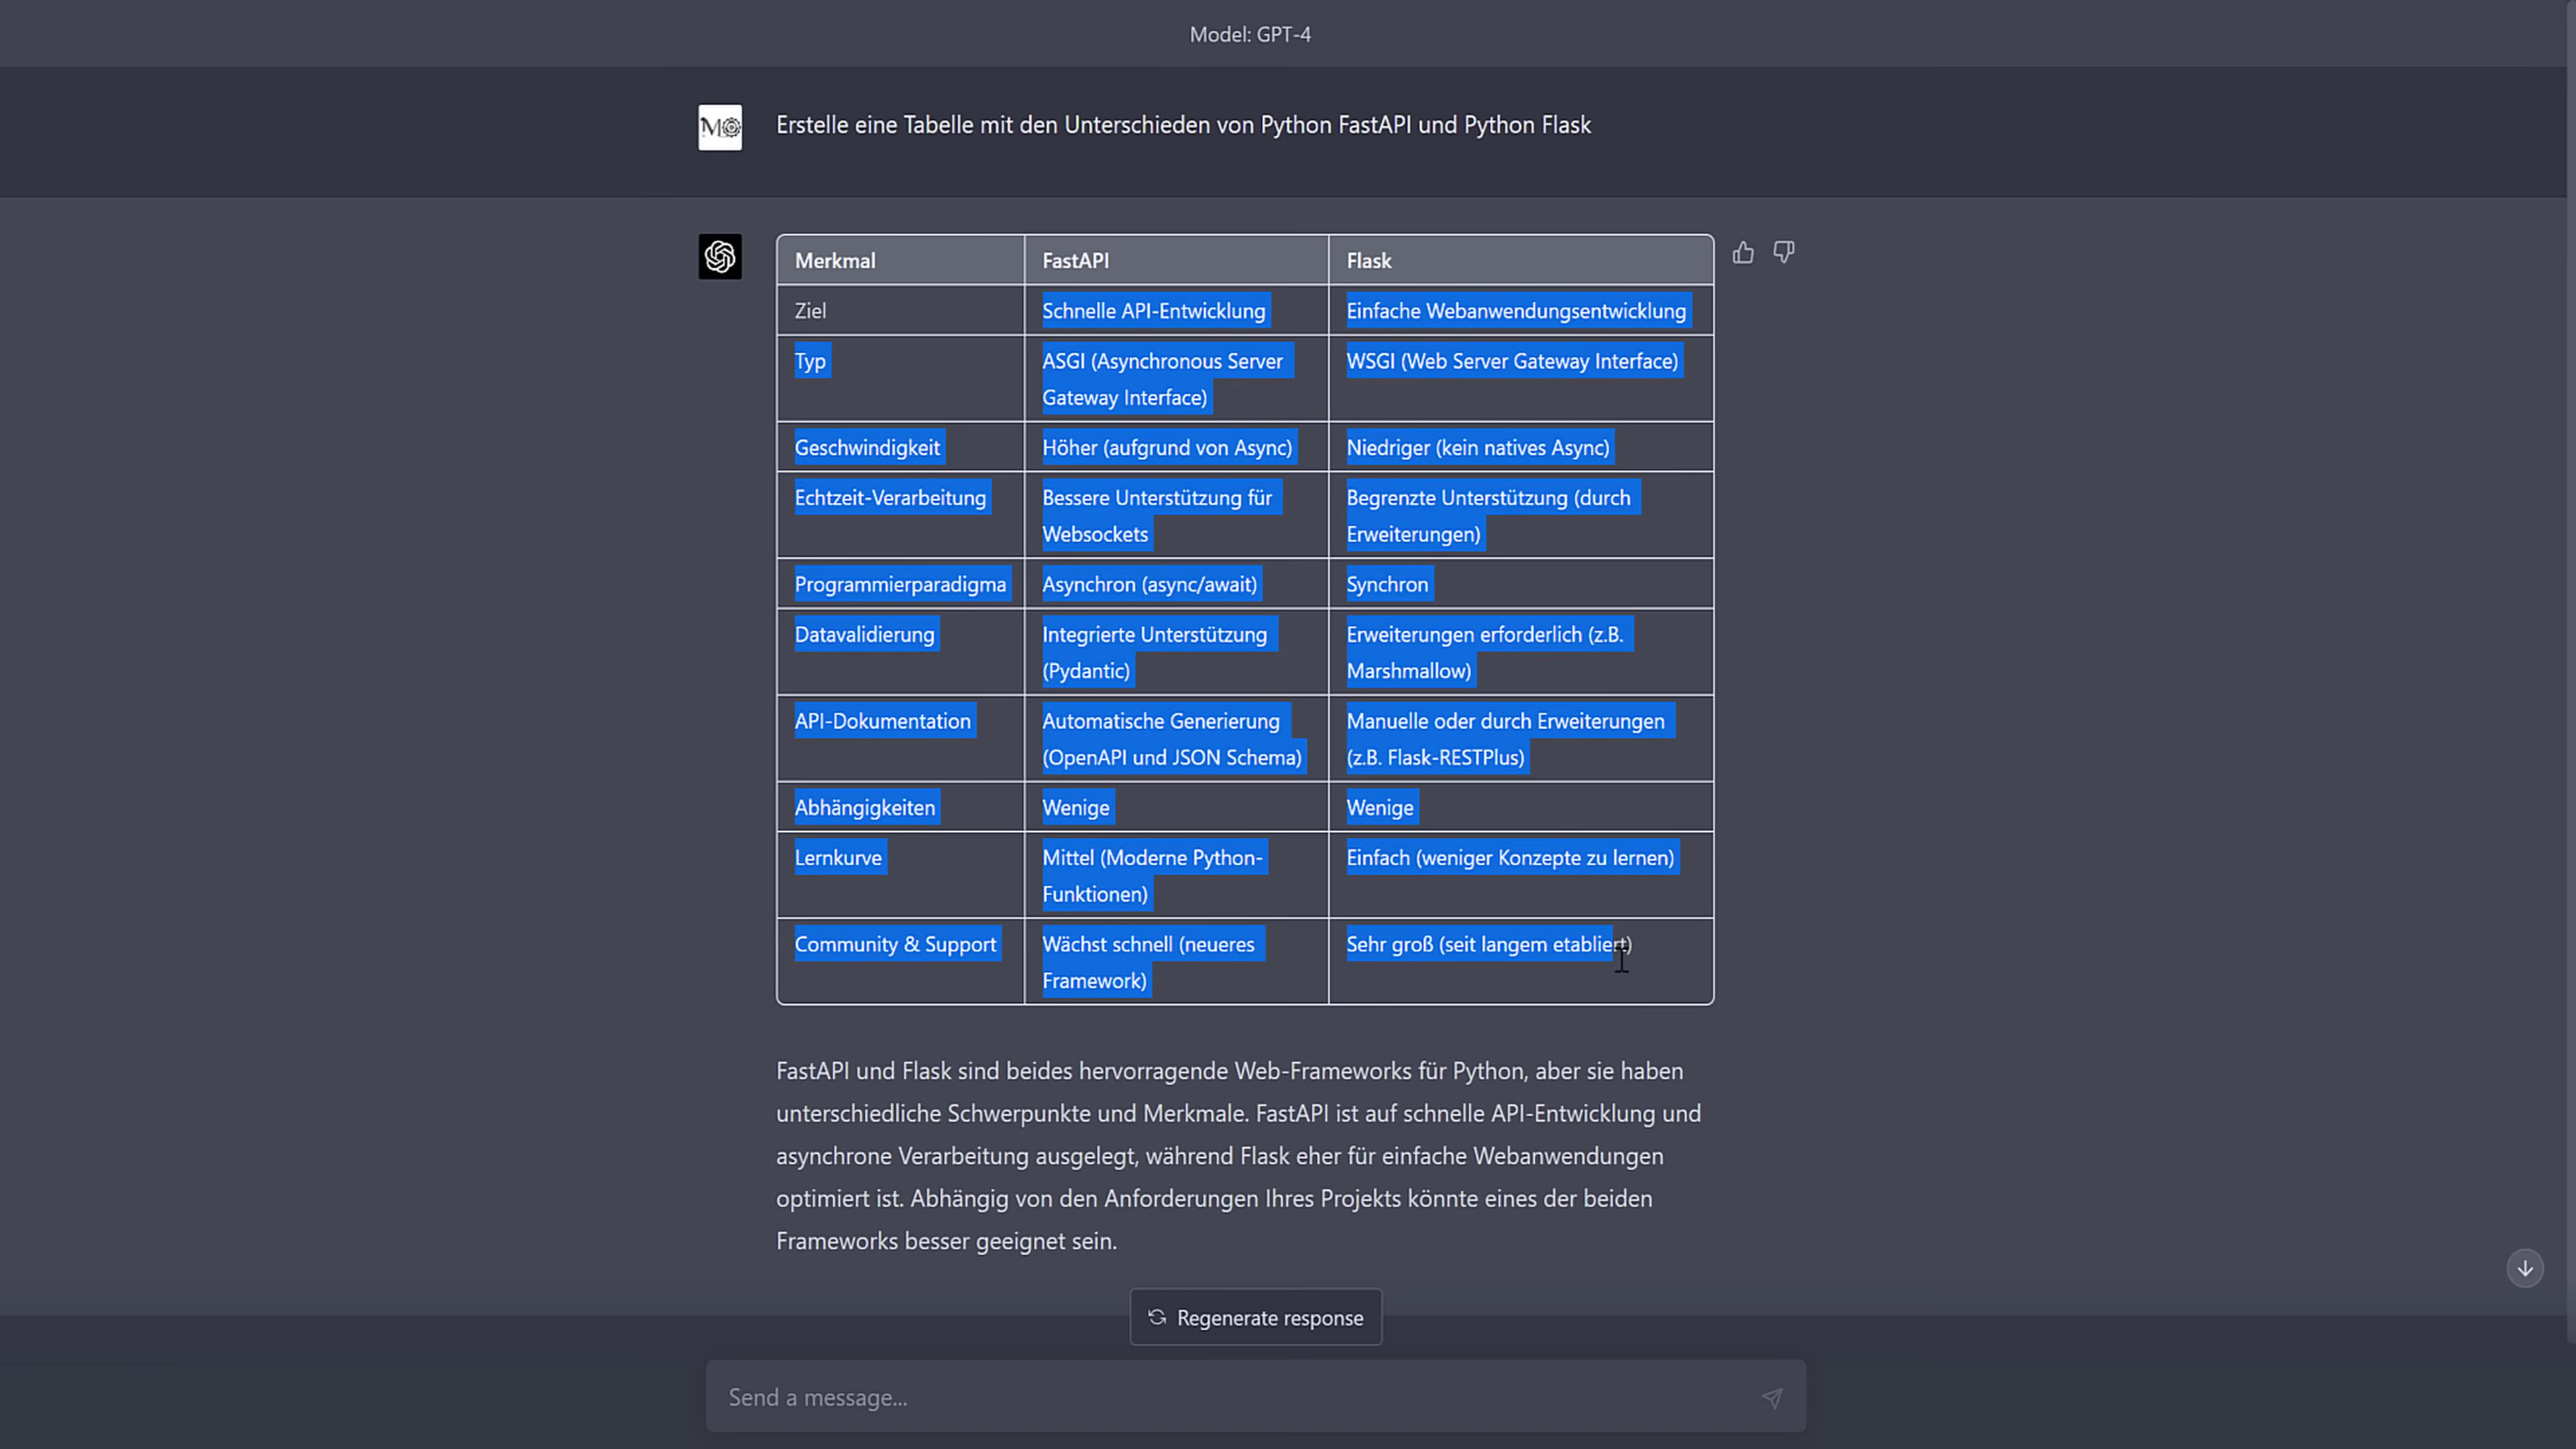 Model: GPT-4
MO
Erstelle eine Tabelle mit den Unterschieden von Python FastAPI und Python Flask
Merkmal FastAPI Flask
Ziel Schnelle API-Entwicklung Einfache Webanwendungsentwicklung
Typ ASGI (Asynchronous Server WSGI (Web Server Gateway Interface)
Gateway Interface)
Geschwindigkeit Höher (aufgrund von Async) Niedriger (kein natives Async)
Echtzeit-Verarbeitung Bessere Unterstützung für Begrenzte Unterstützung (durch
Websockets Erweiterungen)
Programmierparadigma Asynchron (async/await) Synchron
Datavalidierung Integrierte Unterstützung Erweiterungen erforderlich (z.B.
(Pydantic) Marshmallow)
API-Dokumentation Automatische Generierung Manuelle oder durch Erweiterungen
(OpenAPI und JSON Schema) (z.B. Flask-RESTPlus)
Abhängigkeiten Wenige Wenige
Lernkurve Mittel (Moderne Python- Einfach (weniger Konzepte zu lernen)
Funktionen)
Community & Support Wächst schnell (neueres Sehr groß (seit langem etabliert)
Framework)
FastAPI und Flask sind beides hervorragende Web-Frameworks für Python, aber sie haben
unterschiedliche Schwerpunkte und Merkmale. FastAPI ist auf schnelle API-Entwicklung und
asynchrone Verarbeitung ausgelegt, während Flask eher für einfache Webanwendungen
optimiert ist. Abhängig von den Anforderungen Ihres Projekts könnte eines der beiden
Frameworks besser geeignet sein.
Regenerate response
Send a message...